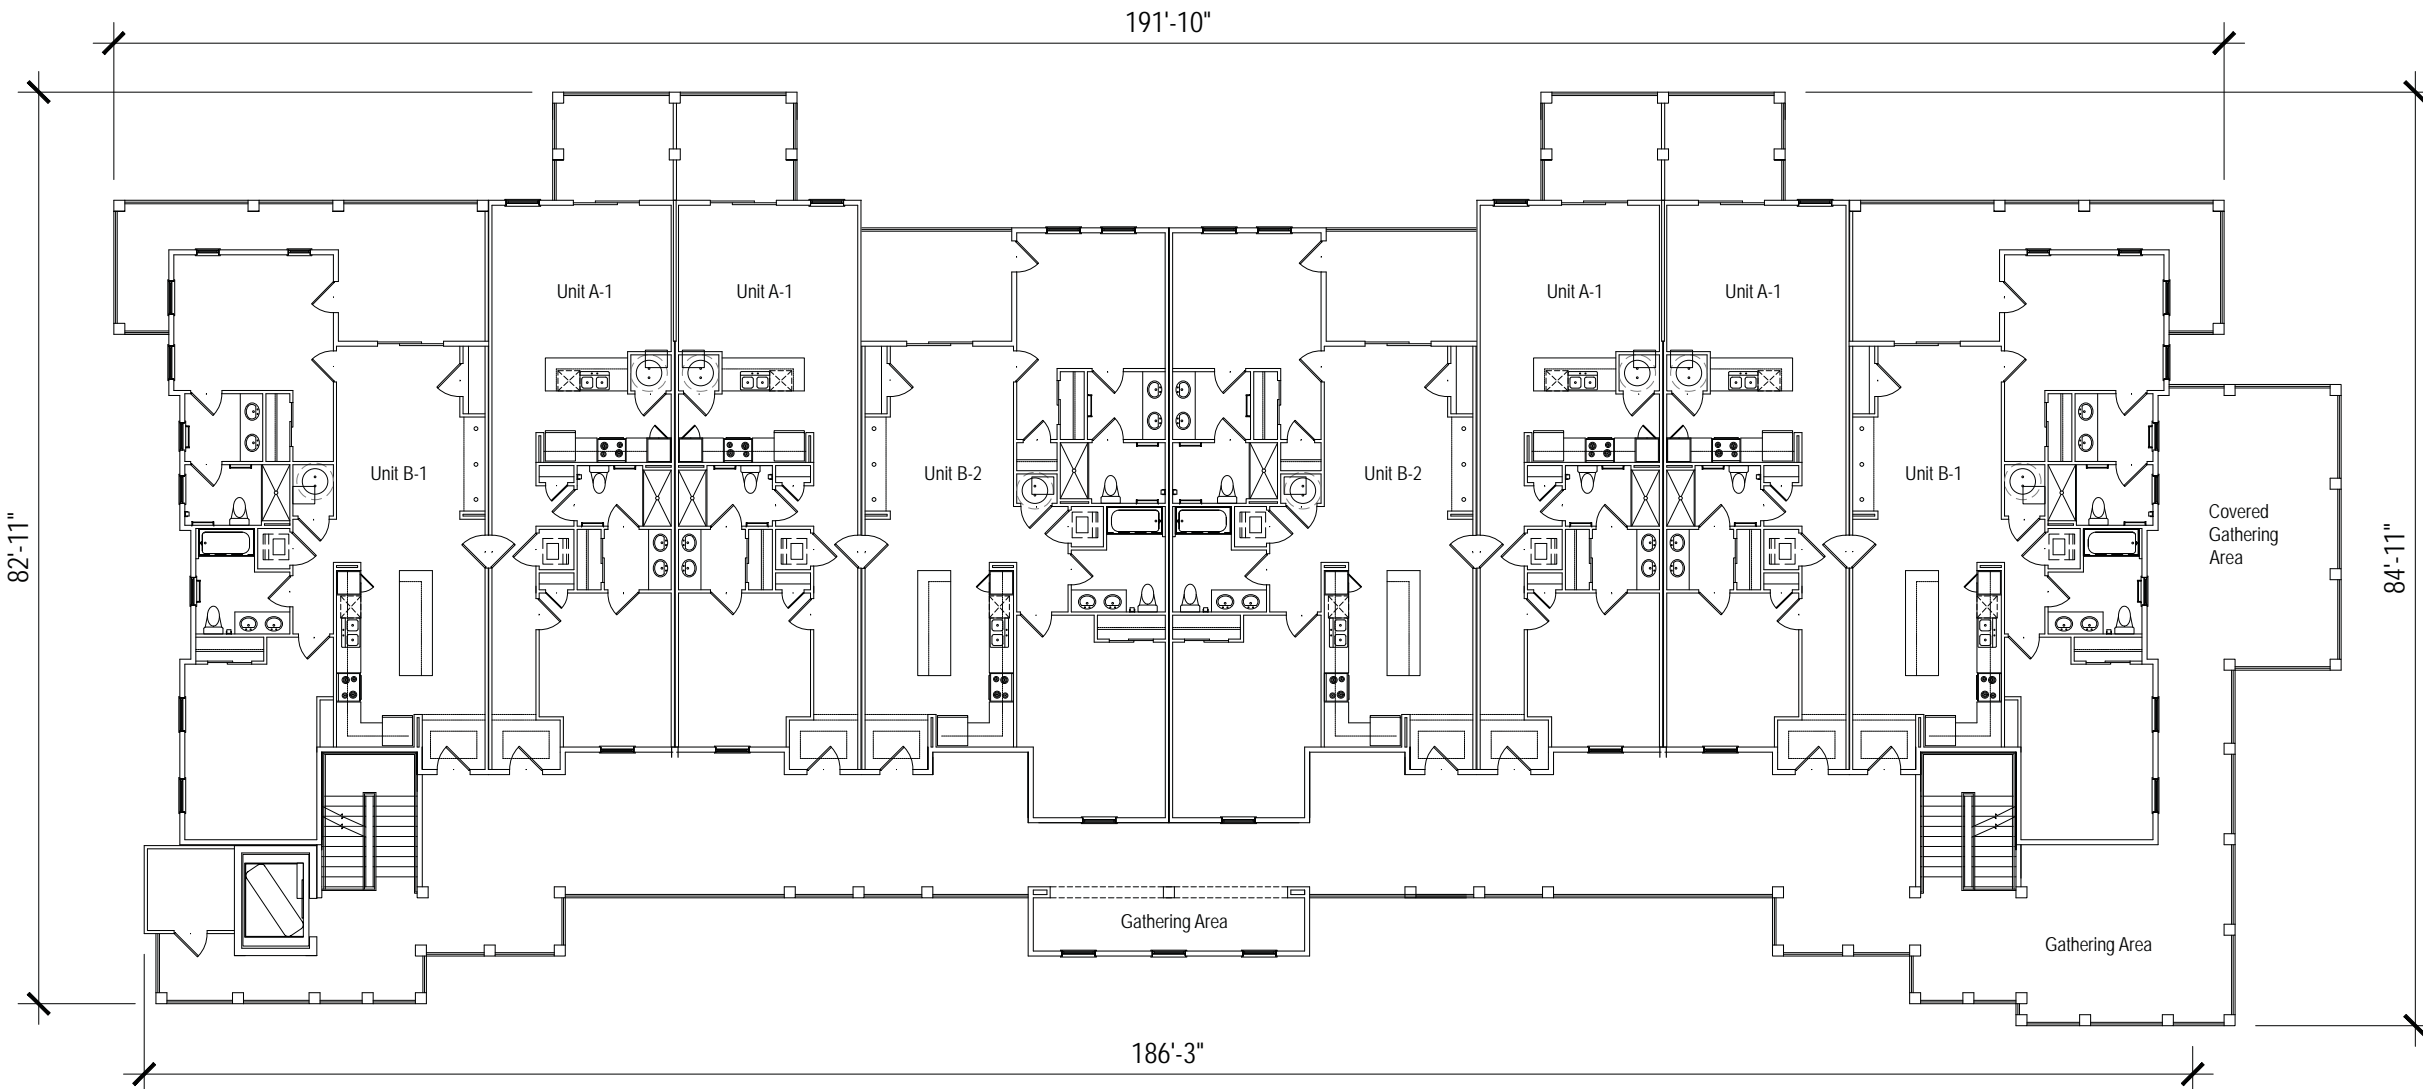 191'-10"
Unit A-1
Unit A-1
Unit A-1
Unit A-1
Unit B-1
Unit B-2
Unit B-2
Unit B-1
Covered
Gathering
Area
82'-11"
84'-11"
Gathering Area
Gathering Area
186'-3"